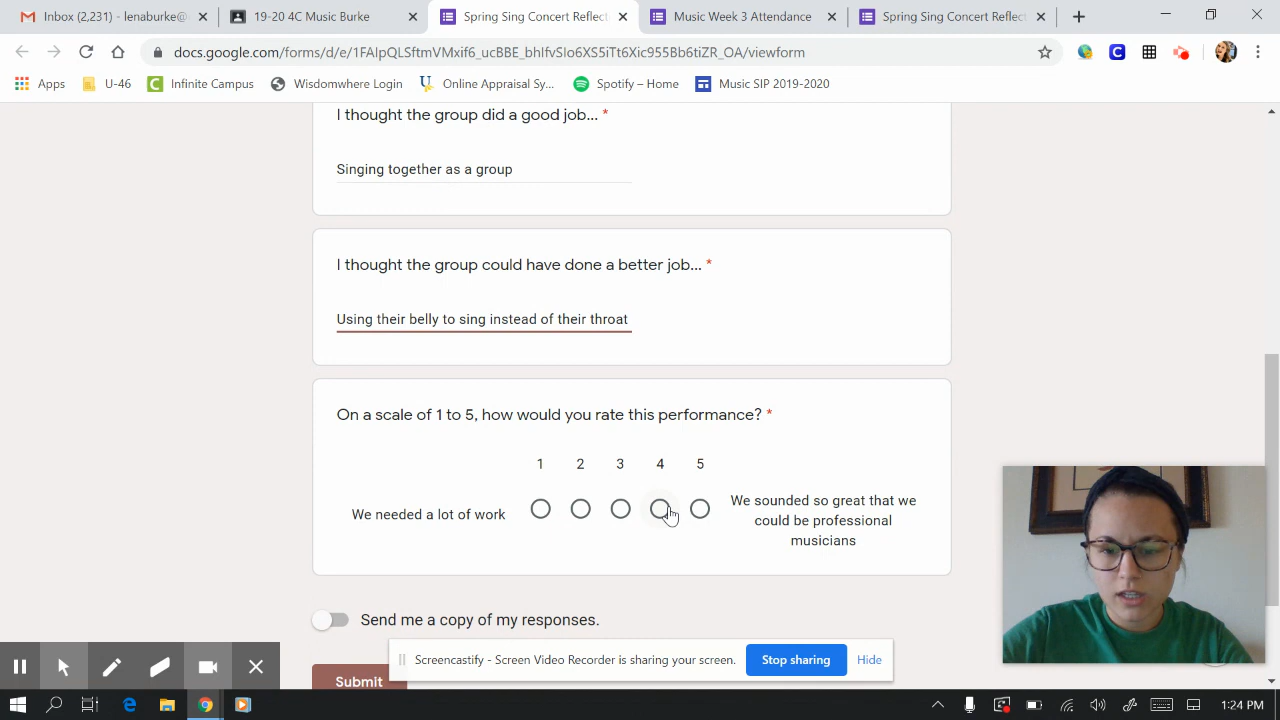 Inbox (2,231) - lenaburke@
19-20 4C Music Burke
Spring Sing Concert Reflect
Music Week 3 Attendance
Spring Sing Concert Reflect
docs.google.com/forms/d/e/1FAIpQLSftmVMxif6_ucBBE_bhlfvSlo6XS5iTt6Xic955Bb6tiZR_OA/viewform
Apps
U-46
Infinite Campus
Wisdomwhere Login
Online Appraisal Sy...
Spotify – Home
Music SIP 2019-2020
I thought the group did a good job... *
Singing together as a group
I thought the group could have done a better job... *
Using their belly to sing instead of their throat
On a scale of 1 to 5, how would you rate this performance? *
1 2 3 4 5
We needed a lot of work
We sounded so great that we
could be professional
musicians
Send me a copy of my responses.
Screencastify - Screen Video Recorder is sharing your screen.
Stop sharing
Hide
Submit
1:24 PM